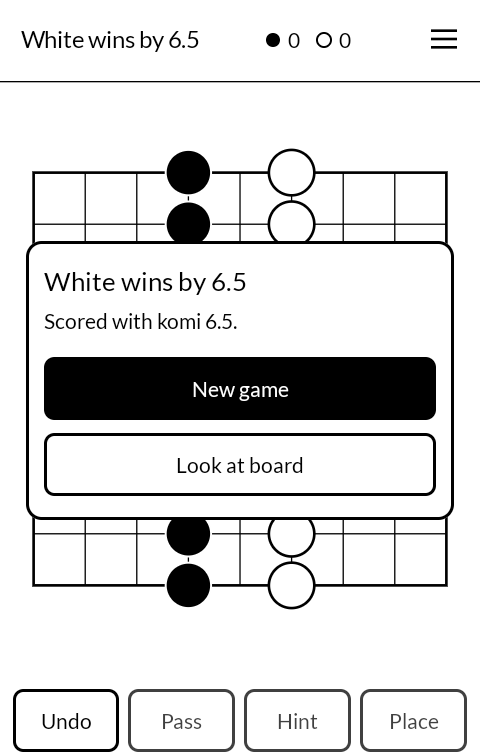 White wins by 6.5 0 0
White wins by 6.5
Scored with komi 6.5.
New game
Look at board
Undo Pass Hint Place